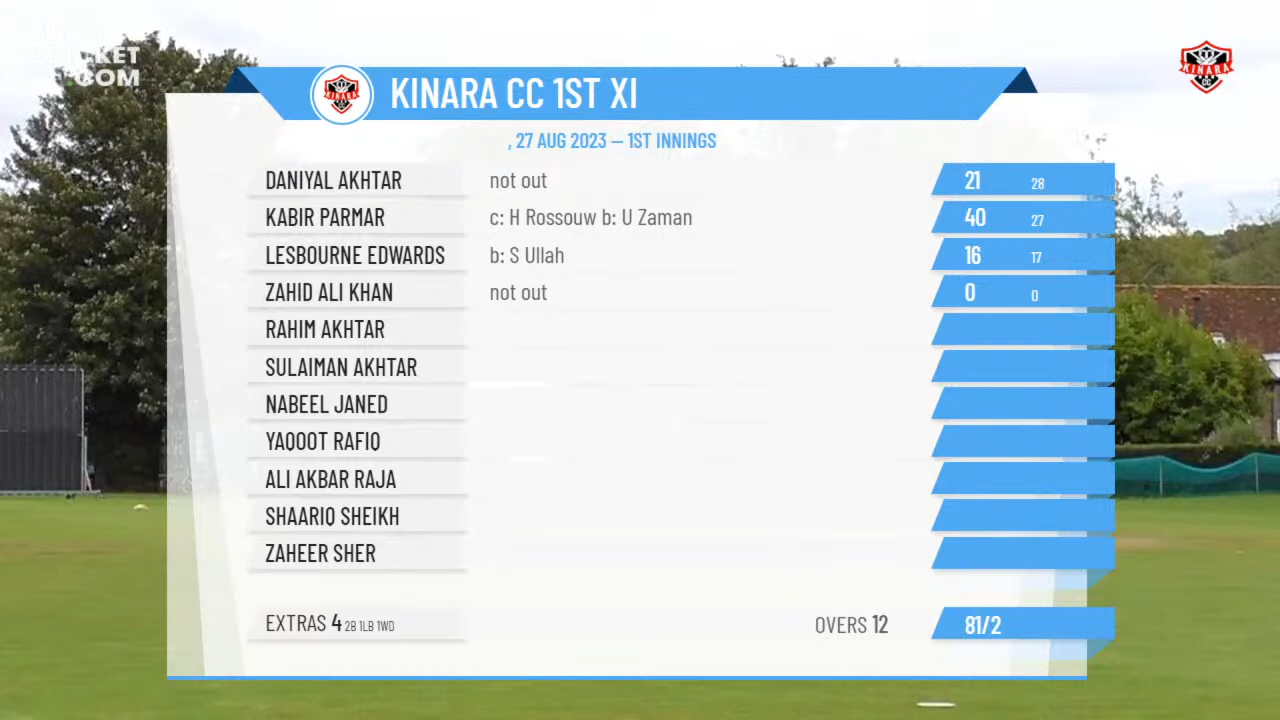 CKET
.COM
KINARA CC 1ST XI
KINARA
, 27 AUG 2023 – 1ST INNINGS
DANIYAL AKHTAR not out 21 28
KABIR PARMAR c: H Rossouw b: U Zaman 40 27
LESBOURNE EDWARDS b: S Ullah 16 17
ZAHID ALI KHAN not out 0 0
RAHIM AKHTAR
SULAIMAN AKHTAR
NABEEL JANED
YAQOOT RAFIQ
ALI AKBAR RAJA
SHAARIQ SHEIKH
ZAHEER SHER
EXTRAS 4 2B 1LB 1WD OVERS 12 81/2